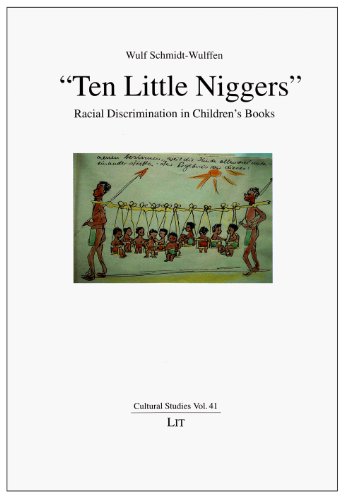 Wulf Schmidt-Wulffen
“Ten Little Niggers”
Racial Discrimination in Children’s Books
Cultural Studies Vol. 41
LIT